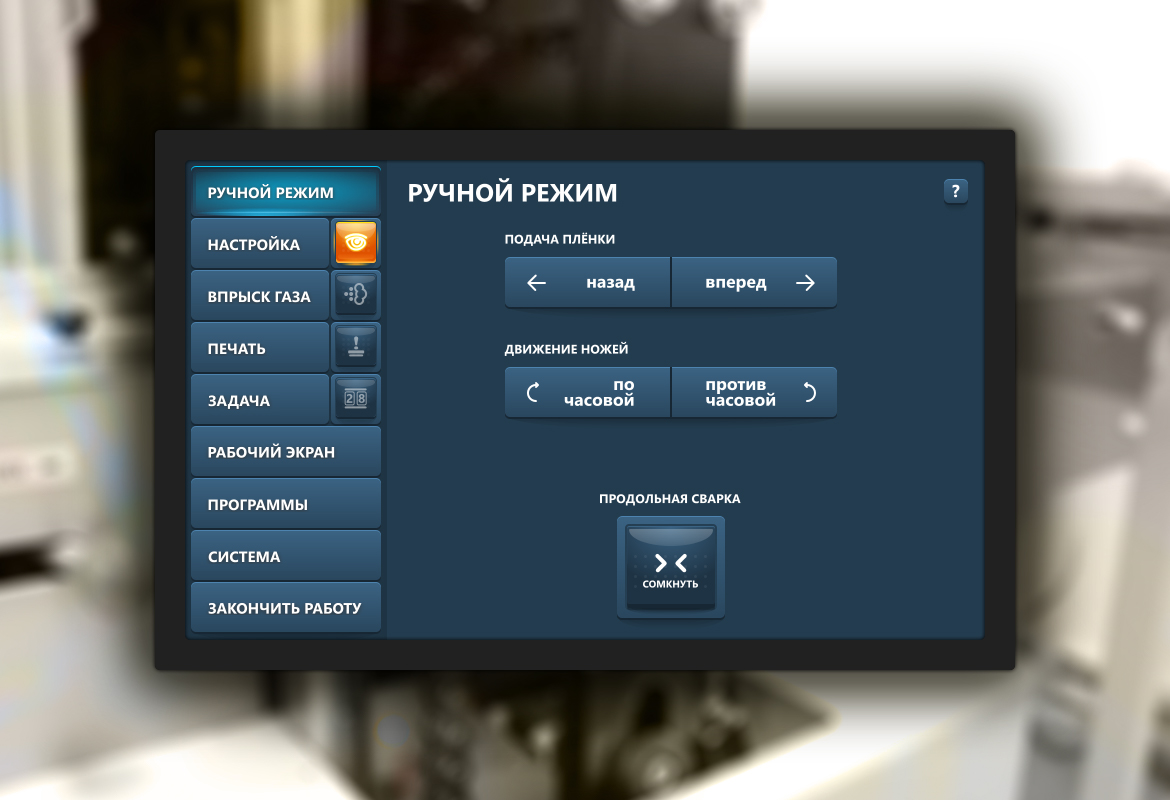 РУЧНОЙ РЕЖИМ
НАСТРОЙКА
ВПРЫСК ГАЗА
ПЕЧАТЬ
ЗАДАЧА
28
РАБОЧИЙ ЭКРАН
ПРОГРАММЫ
СИСТЕМА
ЗАКОНЧИТЬ РАБОТУ
РУЧНОЙ РЕЖИМ
?
ПОДАЧА ПЛЁНКИ
назад
вперед
ДВИЖЕНИЕ НОЖЕЙ
по
часовой
против
часовой
ПРОДОЛЬНАЯ СВАРКА
СОМКНУТЬ